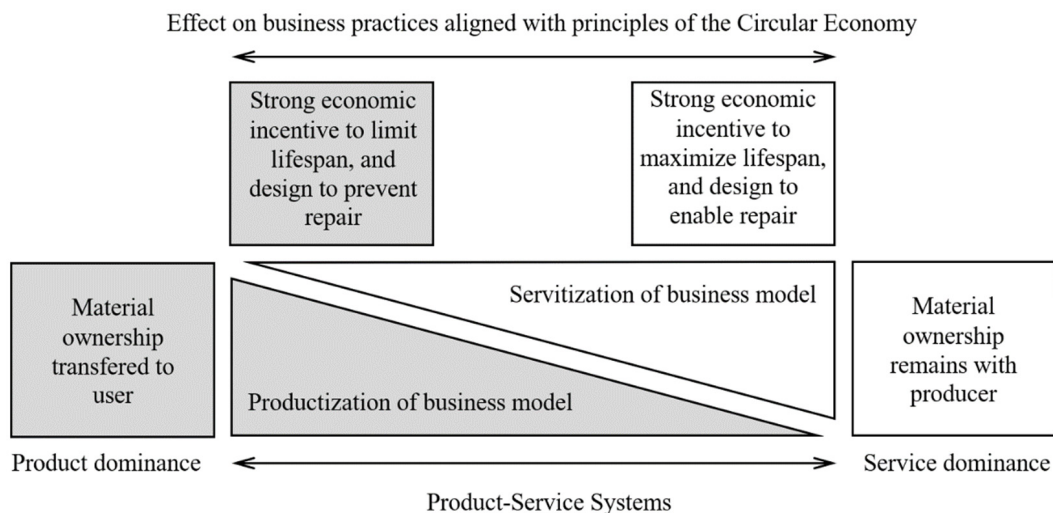 Effect on business practices aligned with principles of the Circular Economy
Strong economic
incentive to limit
lifespan, and
design to prevent
repair
Strong economic
incentive to
maximize lifespan,
and design to
enable repair
Material
ownership
transfered to
user
Servitization of business model
Productization of business model
Material
ownership
remains with
producer
Product dominance
Service dominance
Product-Service Systems